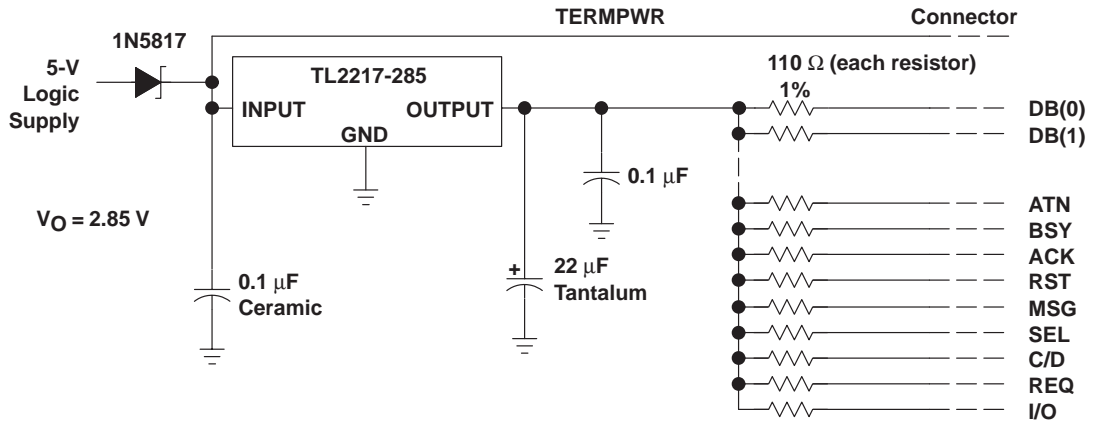 TERMPWR
Connector
1N5817
5-V
Logic
Supply
TL2217-285
INPUT
OUTPUT
GND
110 Ω (each resistor)
1%
DB(0)
DB(1)
0.1 µF
VO = 2.85 V
ATN
BSY
ACK
RST
MSG
SEL
C/D
REQ
I/O
0.1 µF
Ceramic
+
22 µF
Tantalum